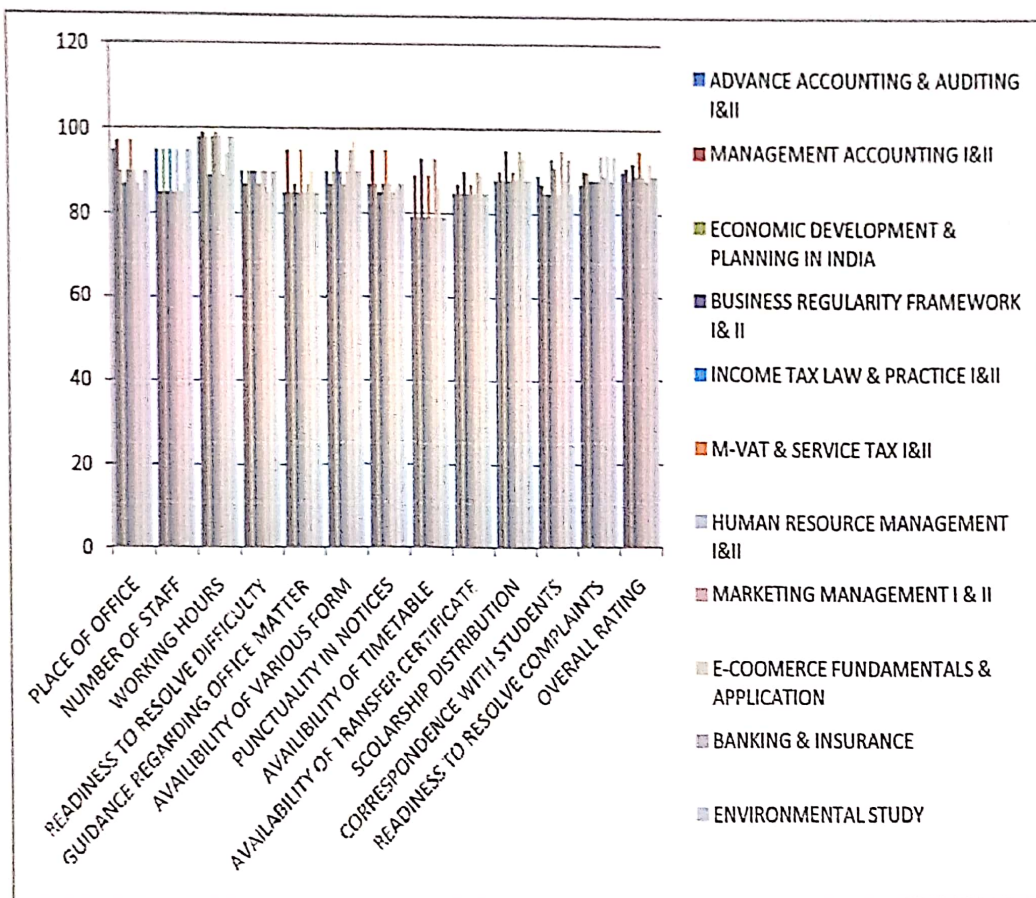 120
100
80
60
40
20
0
PLACE OF OFFICE
NUMBER OF STAFF
WORKING HOURS
READINESS TO RESOLVE DIFFICULTY
GUIDANCE REGARDING OFFICE MATTER
AVAILIBILITY OF VARIOUS FORM
PUNCTUALITY IN NOTICES
AVAILIBILITY OF TIMETABLE
AVAILABILITY OF TRANSFER CERTIFICATE
SCOLARSHIP DISTRIBUTION
CORRESPONDENCE WITH STUDENTS
READINESS TO RESOLVE COMPLAINTS
OVERALL RATING
ADVANCE ACCOUNTING & AUDITING
I&II
MANAGEMENT ACCOUNTING I&II
ECONOMIC DEVELOPMENT &
PLANNING IN INDIA
BUSINESS REGULARITY FRAMEWORK
I& II
INCOME TAX LAW & PRACTICE I&II
M-VAT & SERVICE TAX I&II
HUMAN RESOURCE MANAGEMENT
I&II
MARKETING MANAGEMENT I & II
E-COOMERCE FUNDAMENTALS &
APPLICATION
BANKING & INSURANCE
ENVIRONMENTAL STUDY